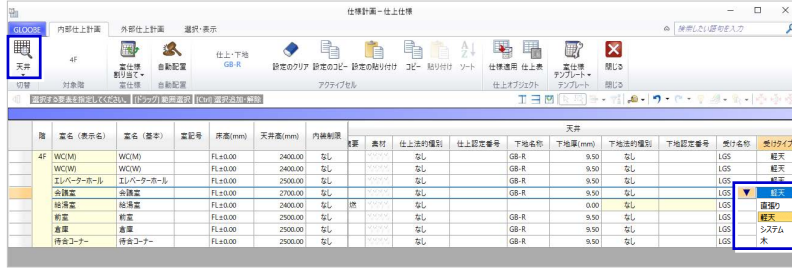 仕様計画－仕上仕様
GLOOBE 内部仕上計画 外部仕上計画 選択・表示 検索したい語句を入力
天井 4F 室仕様割り当て 自動配置 仕上・下地 GB-R 設定のクリア 設定のコピー 設定の貼り付け コピー 貼り付け ソート 仕様適用 仕上表 室仕様テンプレート 閉じる
切替 対象階 室仕様 自動配置 アクティブセル 仕上オブジェクト テンプレート 閉じる
選択する要素を指定してください。 [ドラッグ] 範囲選択 [Ctrl] 選択追加・解除
天井
階 室名（表示名） 室名（基本） 室記号 床高(mm) 天井高(mm) 内装制限 概要 素材 仕上法的種別 仕上認定番号 下地名称 下地厚(mm) 下地法的種別 下地認定番号 受け名称 受けタイプ
4F WC(M) WC(M) FL±0.00 2400.00 なし なし GB-R 9.50 なし LGS 軽天
WC(W) WC(W) FL±0.00 2400.00 なし なし GB-R 9.50 なし LGS 軽天
エレベーターホール エレベーターホール FL±0.00 2500.00 なし なし GB-R 9.50 なし LGS 軽天
会議室 会議室 FL±0.00 2700.00 なし なし GB-R 9.50 なし LGS ▼ 軽天
給湯室 給湯室 FL±0.00 2400.00 なし 燃 なし 0.00 なし LGS 直張り
前室 前室 FL±0.00 2500.00 なし なし GB-R 9.50 なし LGS 軽天
倉庫 倉庫 FL±0.00 2500.00 なし なし GB-R 9.50 なし LGS システム
待合コーナー 待合コーナー FL±0.00 2500.00 なし なし GB-R 9.50 なし LGS 木